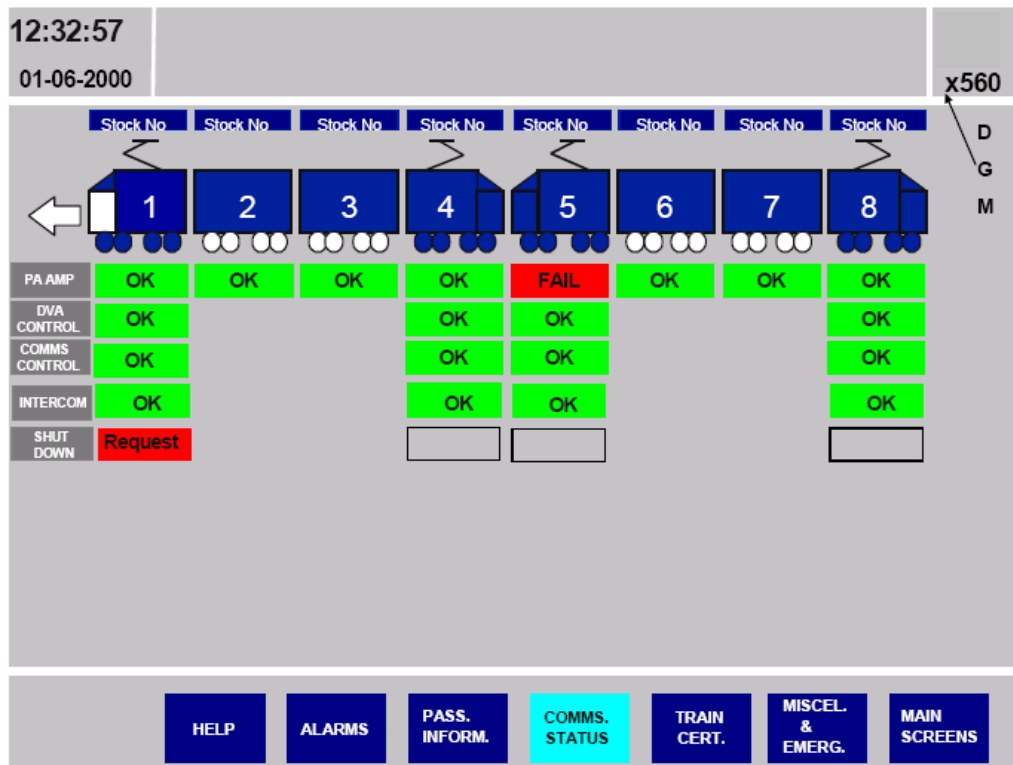 12:32:57
01-06-2000
x560
Stock No Stock No Stock No Stock No Stock No Stock No Stock No Stock No
D
G
M
1 2 3 4 5 6 7 8
PA AMP OK OK OK OK FAIL OK OK OK
DVA
CONTROL OK OK OK OK
COMMS
CONTROL OK OK OK OK
INTERCOM OK OK OK OK
SHUT
DOWN Request
HELP
ALARMS
PASS.
INFORM.
COMMS.
STATUS
TRAIN
CERT.
MISCEL.
&
EMERG.
MAIN
SCREENS